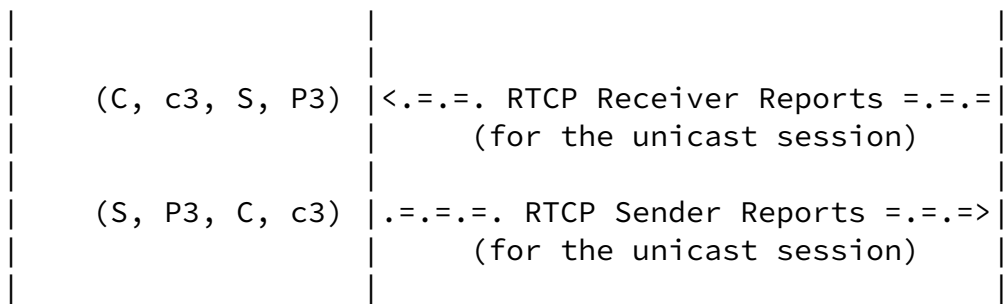 |                    |                                  |
|                    |                                  |
|    (C, c3, S, P3)  |<.=.=. RTCP Receiver Reports =.=.=|
|                    |     (for the unicast session)    |
|                    |                                  |
|    (S, P3, C, c3)  |.=.=.=. RTCP Sender Reports =.=.=>|
|                    |     (for the unicast session)    |
|                    |                                  |